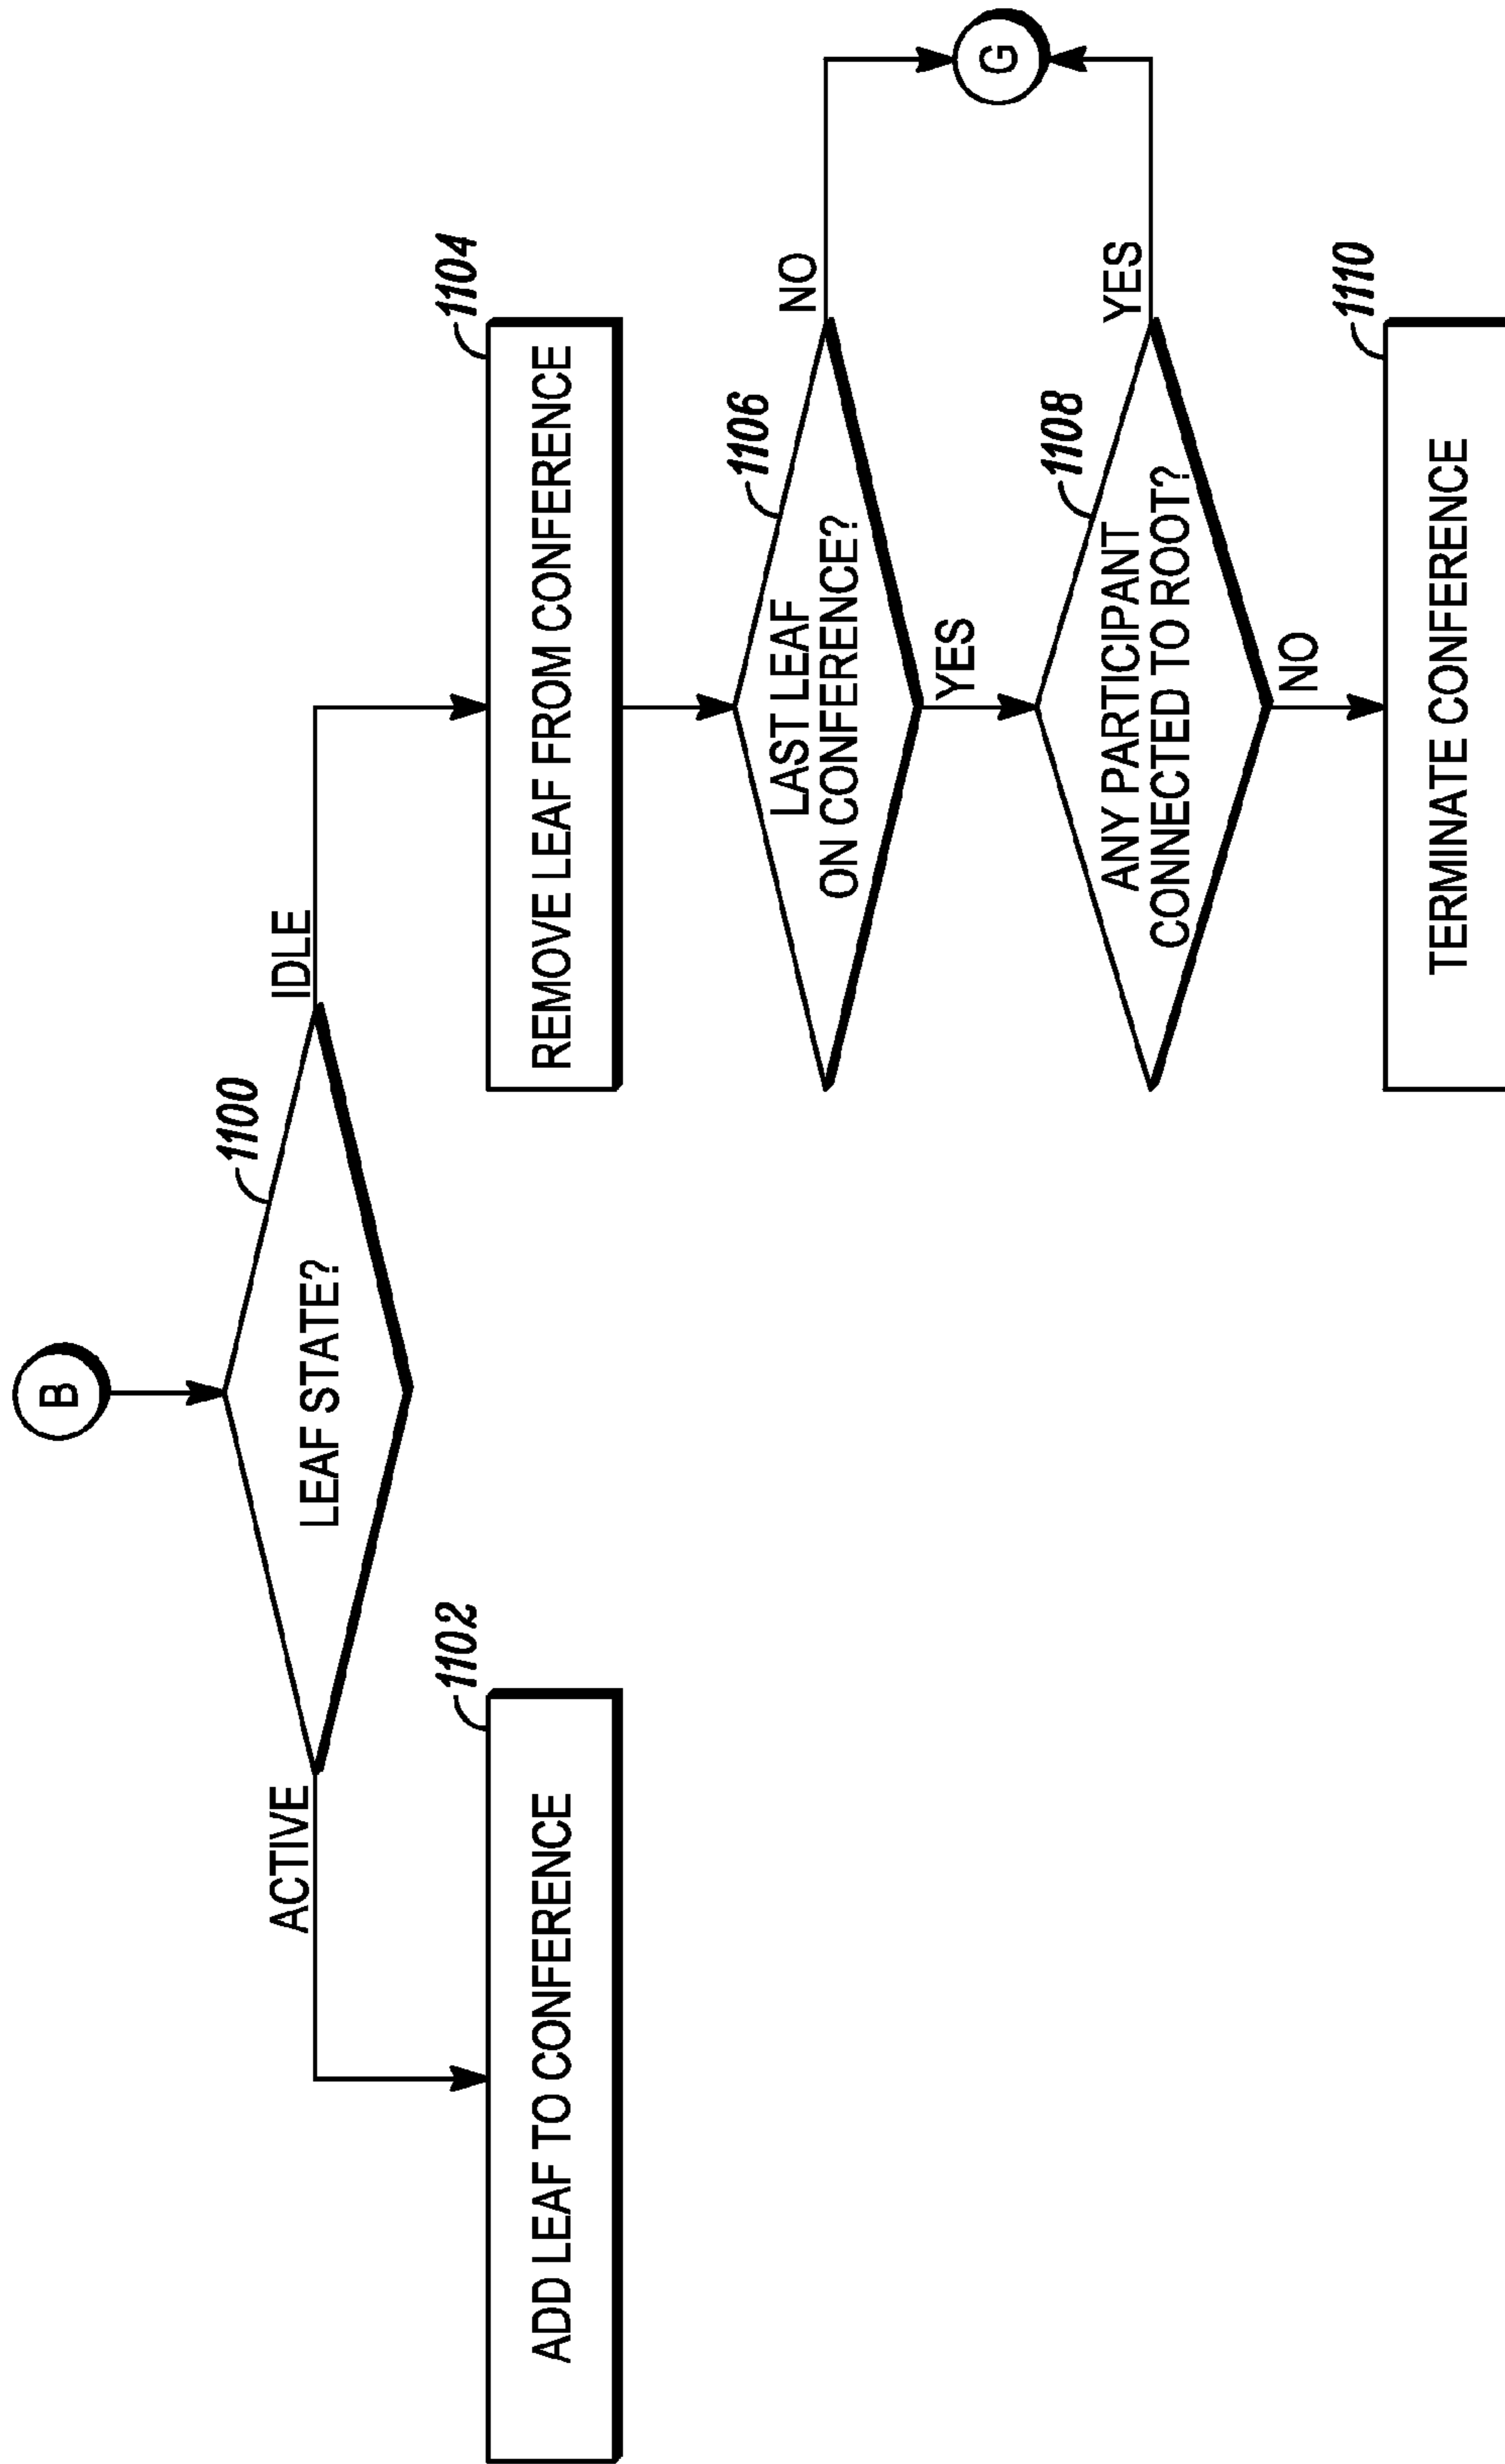 B
1100
LEAF STATE?
ACTIVE
IDLE
1102
ADD LEAF TO CONFERENCE
1104
REMOVE LEAF FROM CONFERENCE
1106
LAST LEAF
ON CONFERENCE?
NO
YES
G
1108
ANY PARTICIPANT
CONNECTED TO ROOT?
YES
NO
1110
TERMINATE CONFERENCE